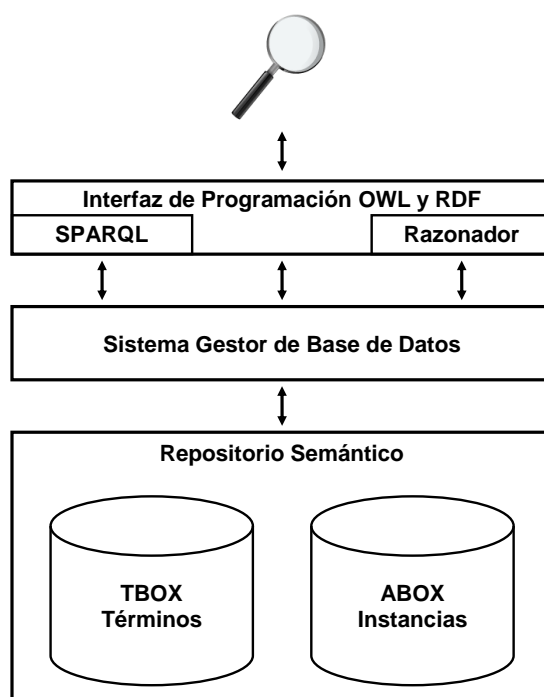 Interfaz de Programación OWL y RDF
SPARQL
Razonador
Sistema Gestor de Base de Datos
Repositorio Semántico
TBOX
Términos
ABOX
Instancias